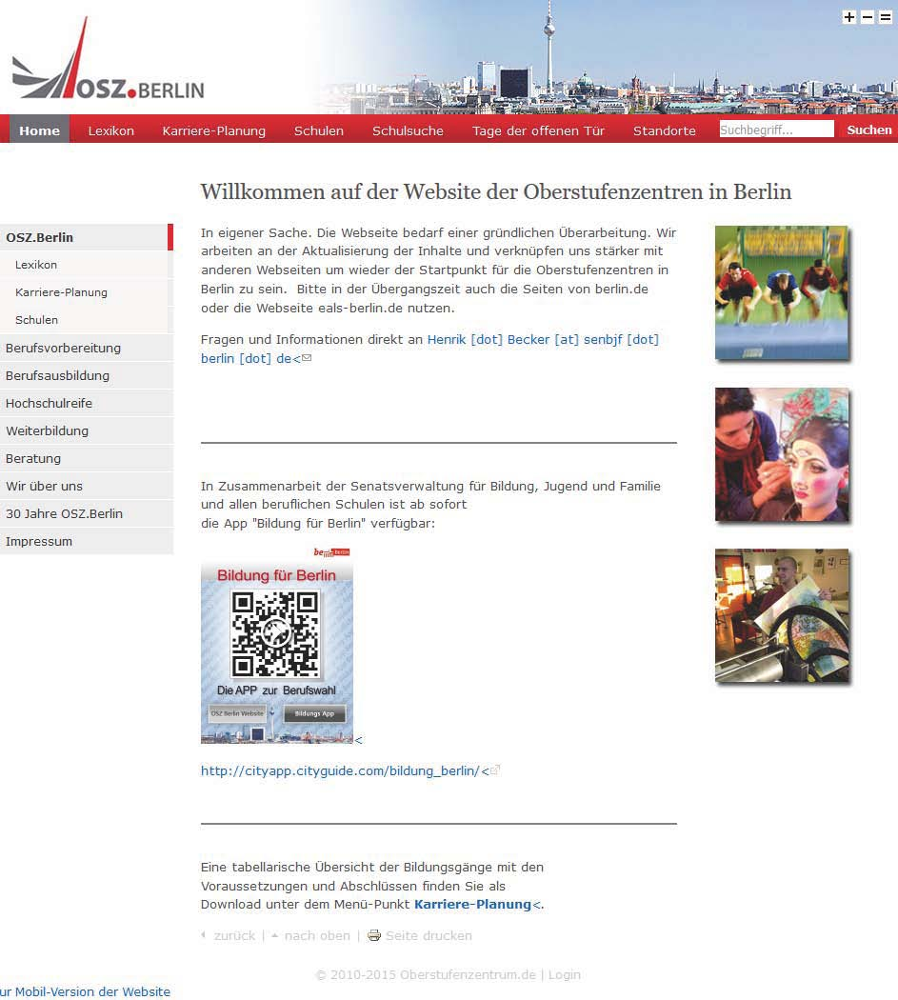 OSZ.BERLIN
Home Lexikon Karriere-Planung Schulen Schulsuche Tage der offenen Tür Standorte Suchbegriff... Suchen
Willkommen auf der Website der Oberstufenzentren in Berlin
OSZ.Berlin
Lexikon
Karriere-Planung
Schulen
Berufsvorbereitung
Berufsausbildung
Hochschulreife
Weiterbildung
Beratung
Wir über uns
30 Jahre OSZ.Berlin
Impressum
In eigener Sache. Die Webseite bedarf einer gründlichen Überarbeitung. Wir
arbeiten an der Aktualisierung der Inhalte und verknüpfen uns stärker mit
anderen Webseiten um wieder der Startpunkt für die Oberstufenzentren in
Berlin zu sein. Bitte in der Übergangszeit auch die Seiten von berlin.de
oder die Webseite eals-berlin.de nutzen.
Fragen und Informationen direkt an Henrik [dot] Becker [at] senbjf [dot]
berlin [dot] de<
In Zusammenarbeit der Senatsverwaltung für Bildung, Jugend und Familie
und allen beruflichen Schulen ist ab sofort
die App "Bildung für Berlin" verfügbar:
be Berlin
Bildung für Berlin
Die APP zur Berufswahl
OSZ Berlin Website Bildungs App
<
http://cityapp.cityguide.com/bildung_berlin/<
Eine tabellarische Übersicht der Bildungsgänge mit den
Voraussetzungen und Abschlüssen finden Sie als
Download unter dem Menü-Punkt Karriere-Planung<.
zurück | nach oben | Seite drucken
© 2010-2015 Oberstufenzentrum.de | Login
ur Mobil-Version der Website